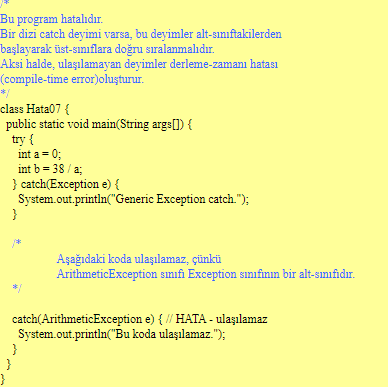 /*
Bu program hatalıdır.
Bir dizi catch deyimi varsa, bu deyimler alt-sınıftakilerden
başlayarak üst-sınıflara doğru sıralanmalıdır.
Aksi halde, ulaşılamayan deyimler derleme-zamanı hatası
(compile-time error)oluşturur.
*/
class Hata07 {
public static void main(String args[]) {
try {
int a = 0;
int b = 38 / a;
} catch(Exception e) {
System.out.println("Generic Exception catch.");
}
/*
Aşağıdaki koda ulaşılamaz, çünkü
ArithmeticException sınıfı Exception sınıfının bir alt-sınıfıdır.
*/
catch(ArithmeticException e) { // HATA - ulaşılamaz
System.out.println("Bu koda ulaşılamaz.");
}
}
}